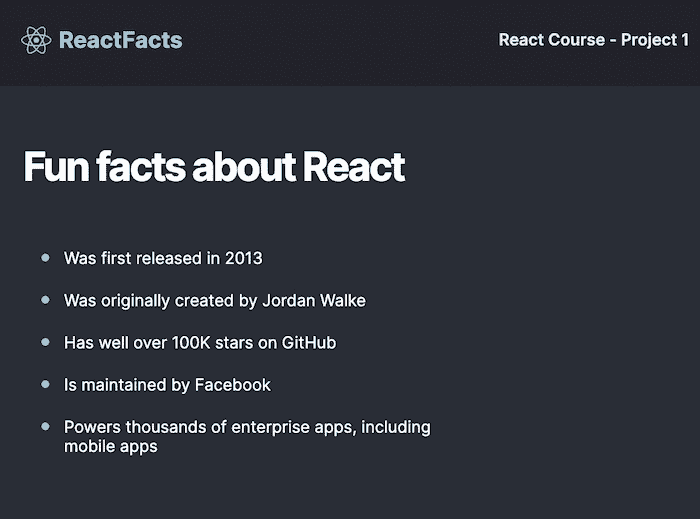 ReactFacts
React Course - Project 1
Fun facts about React
Was first released in 2013
Was originally created by Jordan Walke
Has well over 100K stars on GitHub
Is maintained by Facebook
Powers thousands of enterprise apps, including
mobile apps